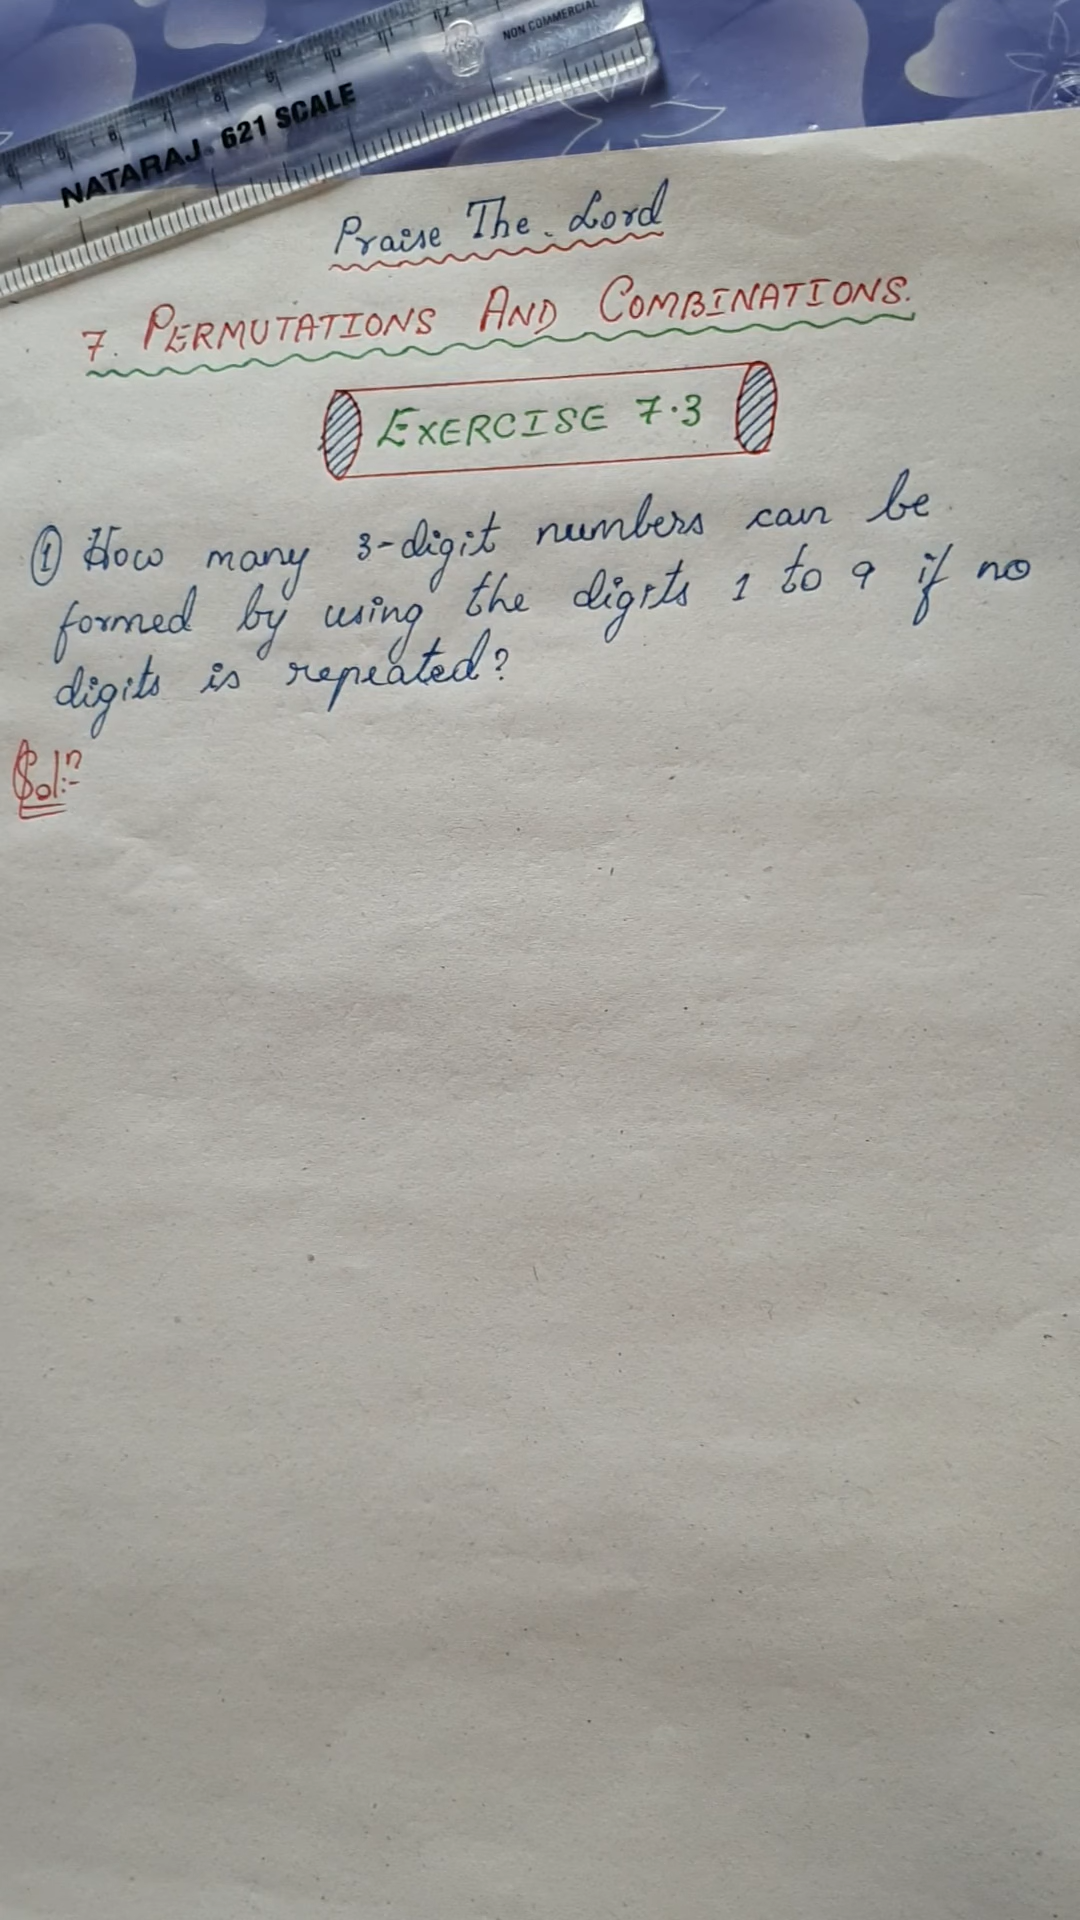 NON COMMERCIAL
NATARAJ. 621 SCALE
Praise The Lord
7. PERMUTATIONS AND COMBINATIONS.
EXERCISE 7.3
① How many 3-digit numbers can be
formed by using the digits 1 to 9 if no
digits is repeated?
Solⁿ:-